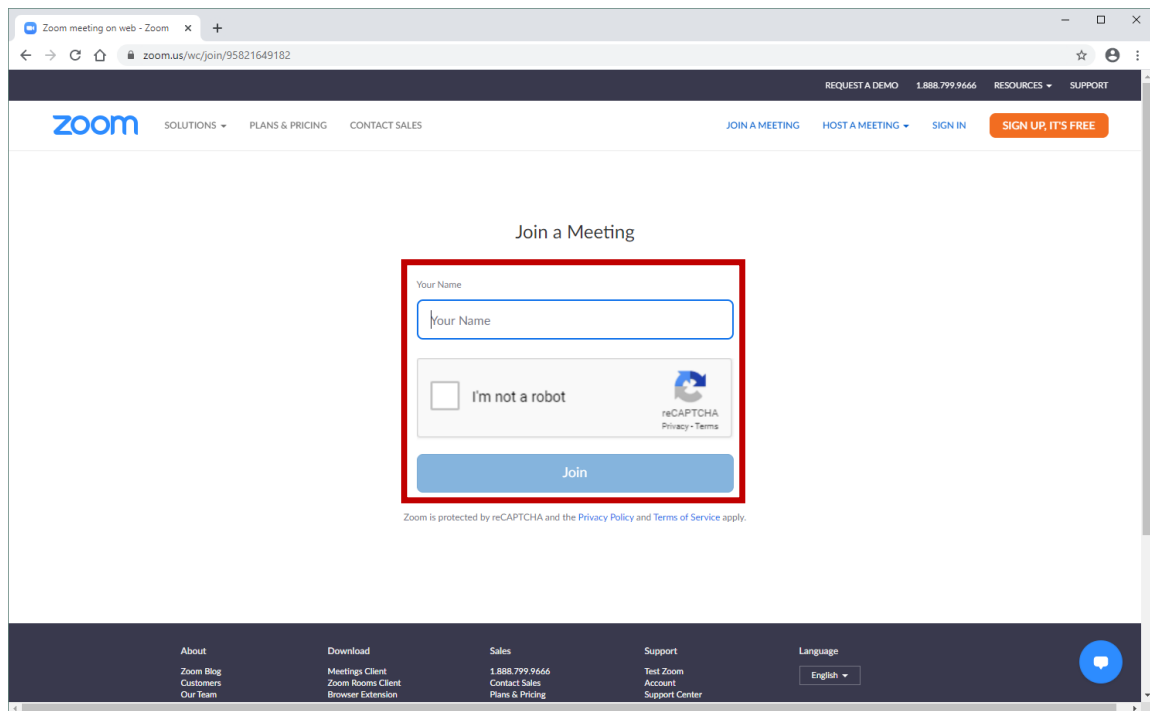 Zoom meeting on web - Zoom
zoom.us/wc/join/95821649182
REQUEST A DEMO 1.888.799.9666 RESOURCES SUPPORT
zoom SOLUTIONS PLANS & PRICING CONTACT SALES JOIN A MEETING HOST A MEETING SIGN IN SIGN UP, IT'S FREE
Join a Meeting
Your Name
Your Name
I'm not a robot
reCAPTCHA
Privacy - Terms
Join
Zoom is protected by reCAPTCHA and the Privacy Policy and Terms of Service apply.
About Download Sales Support Language
Zoom Blog Meetings Client 1.888.799.9666 Test Zoom English
Customers Zoom Rooms Client Contact Sales Account
Our Team Browser Extension Plans & Pricing Support Center